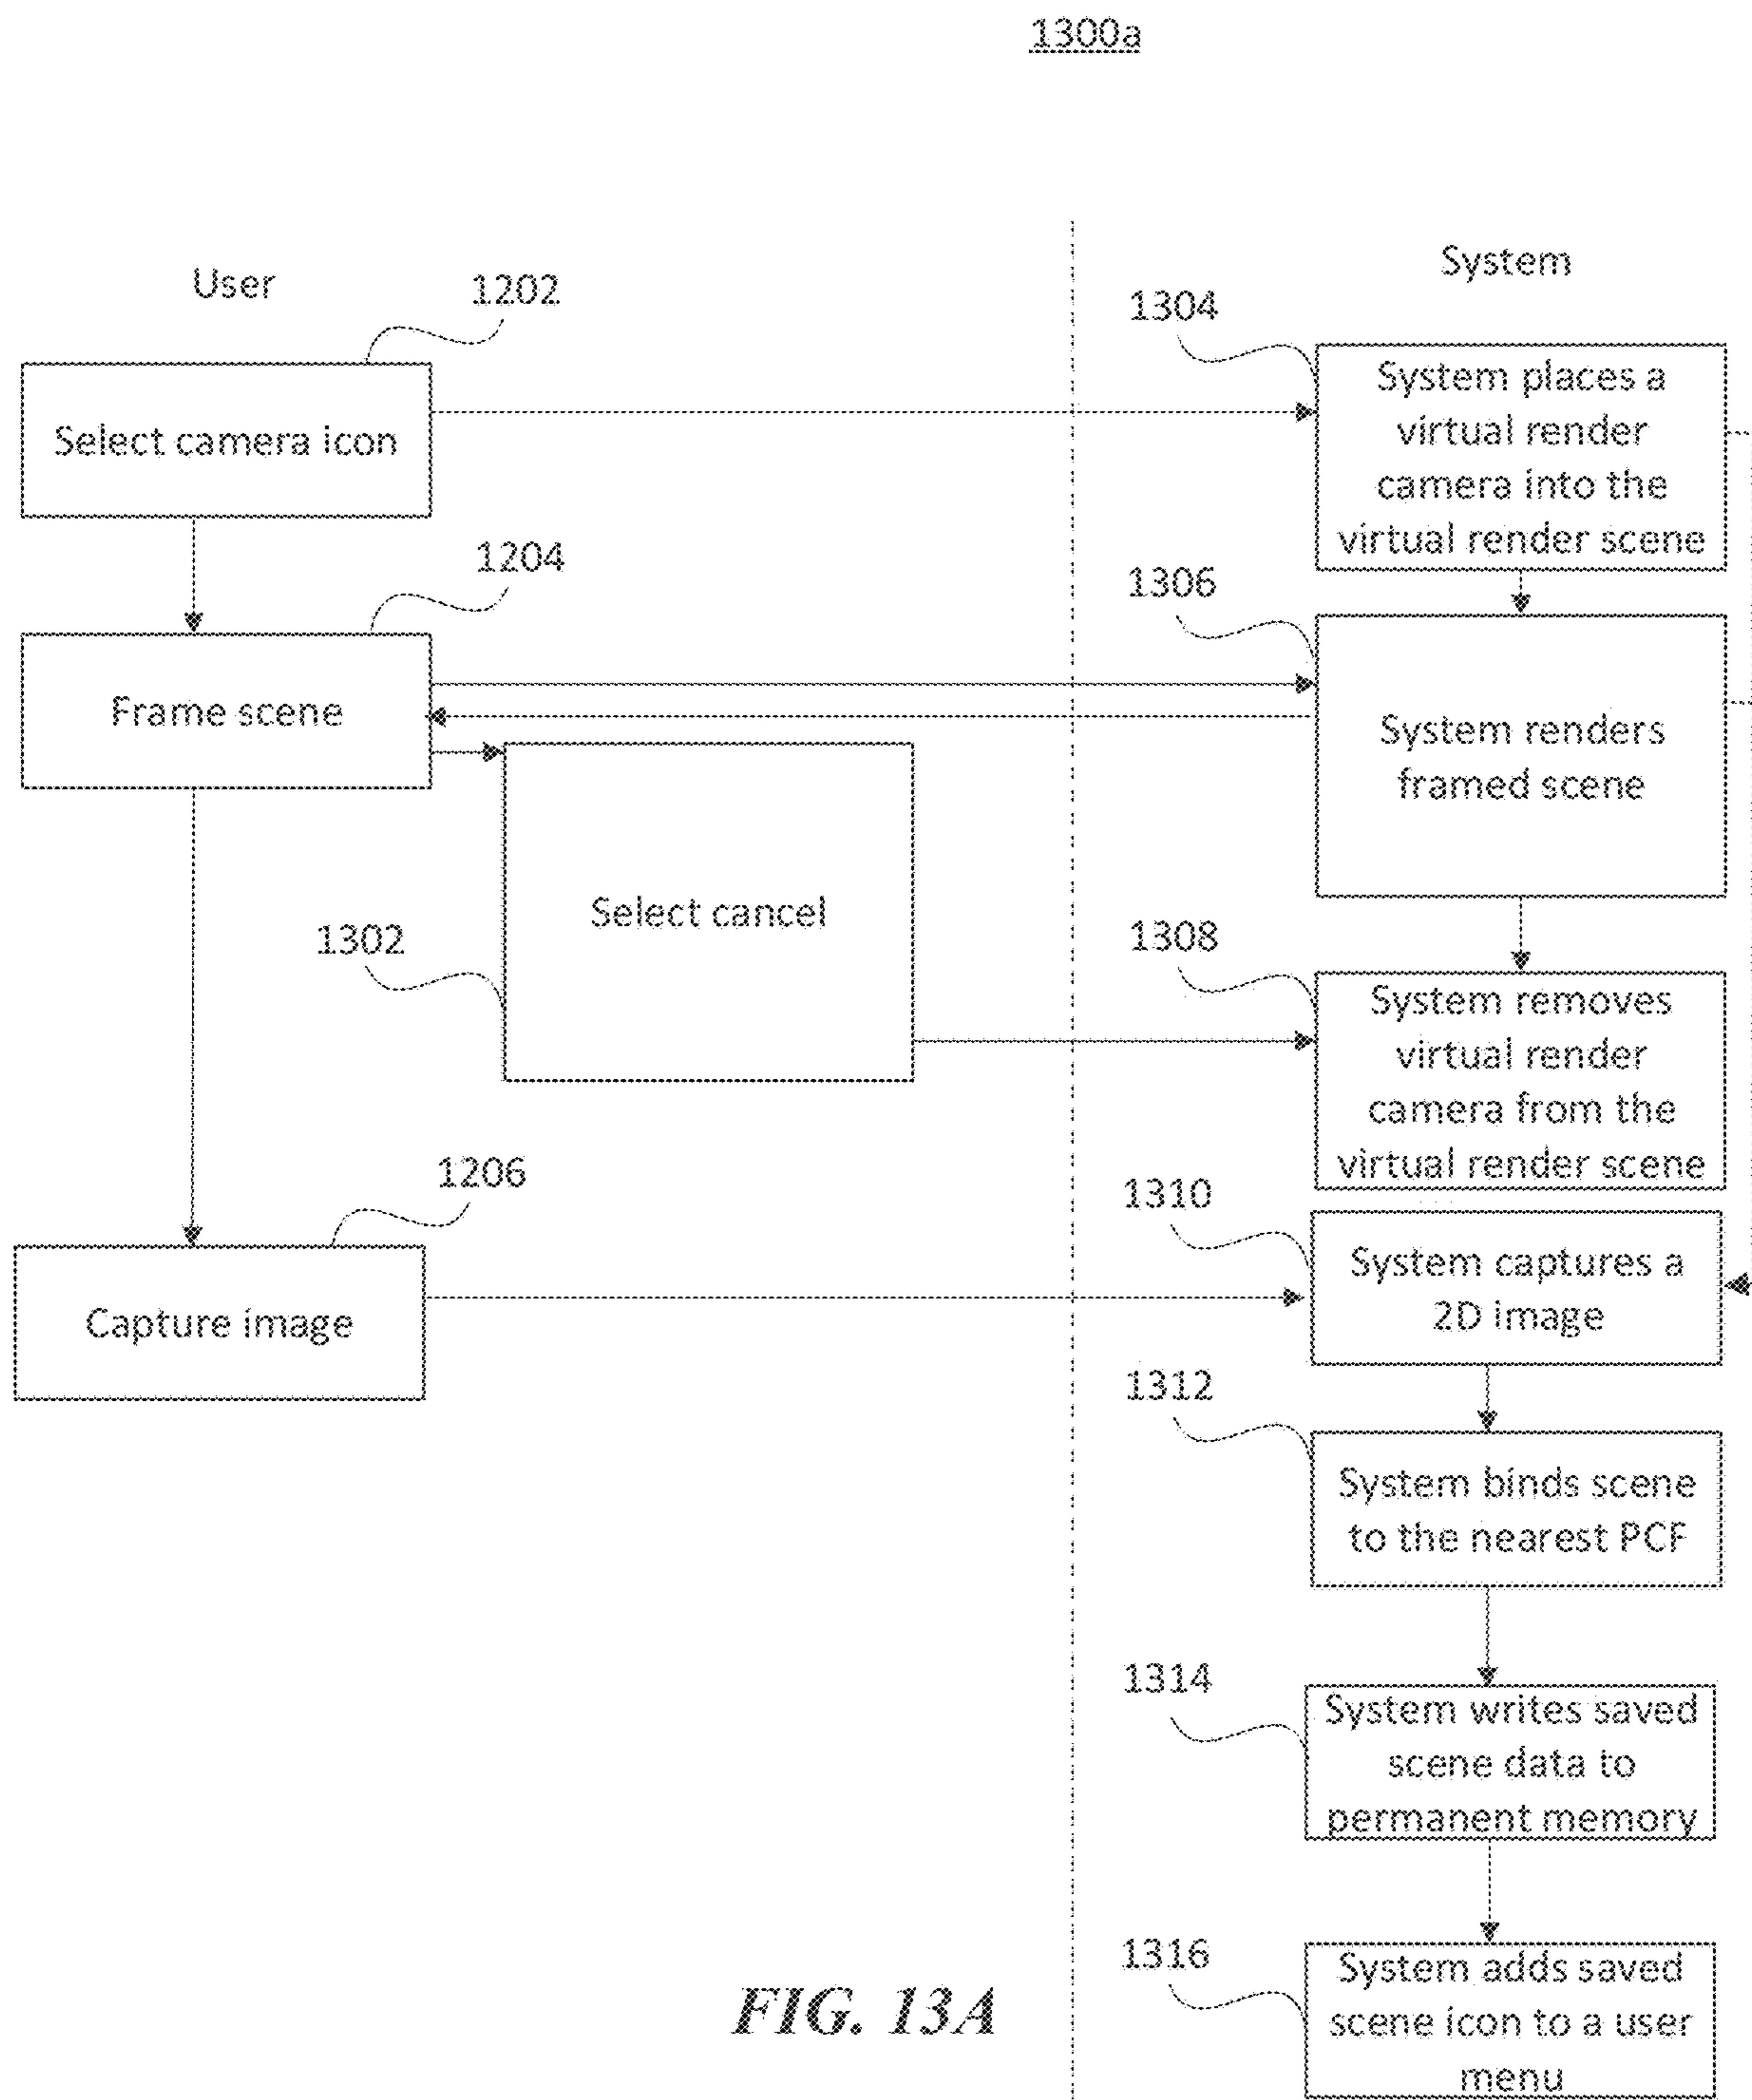 1300a
User
System
1202
1304
Select camera icon
System places a
virtual render
camera into the
virtual render scene
1204
1306
Frame scene
System renders
framed scene
Select cancel
1302
1308
System removes
virtual render
camera from the
virtual render scene
1206
1310
Capture image
System captures a
2D image
1312
System binds scene
to the nearest PCF
1314
System writes saved
scene data to
permanent memory
1316
System adds saved
scene icon to a user
menu
FIG. 13A